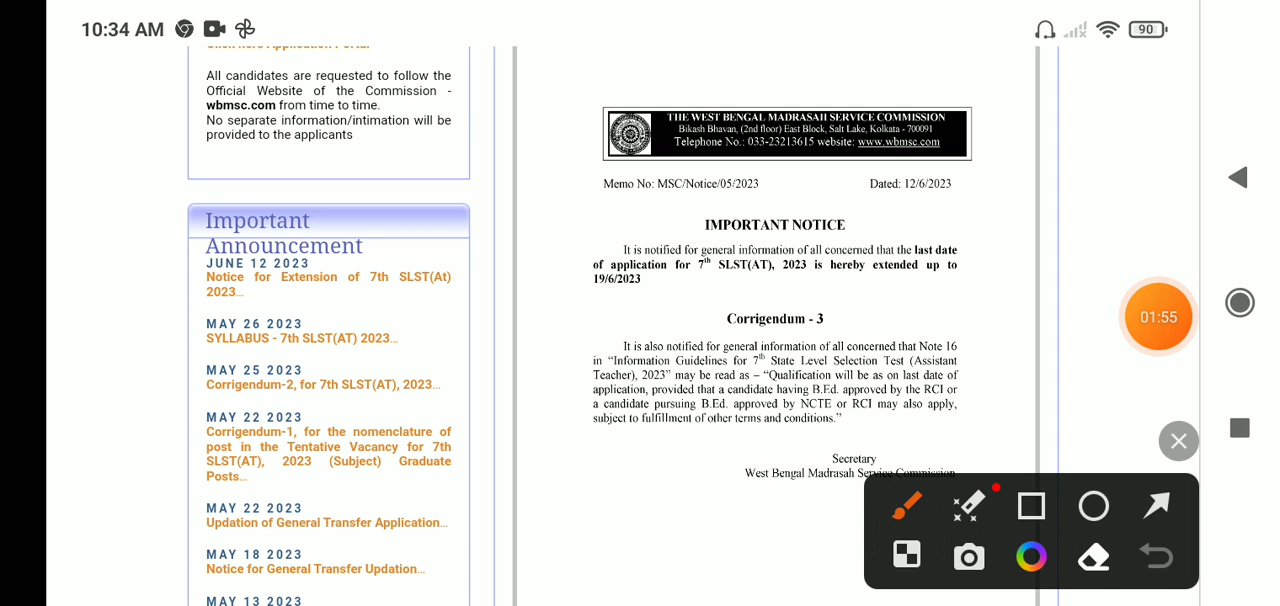 10:34 AM
90
Click here Application Portal
All candidates are requested to follow the
Official Website of the Commission -
wbmsc.com from time to time.
No separate information/intimation will be
provided to the applicants
Important
Announcement
JUNE 12 2023
Notice for Extension of 7th SLST(At)
2023...
MAY 26 2023
SYLLABUS - 7th SLST(AT) 2023...
MAY 25 2023
Corrigendum-2, for 7th SLST(AT), 2023...
MAY 22 2023
Corrigendum-1, for the nomenclature of
post in the Tentative Vacancy for 7th
SLST(AT), 2023 (Subject) Graduate
Posts...
MAY 22 2023
Updation of General Transfer Application...
MAY 18 2023
Notice for General Transfer Updation...
MAY 13 2023
THE WEST BENGAL MADRASAH SERVICE COMMISSION
Bikash Bhavan, (2nd floor) East Block, Salt Lake, Kolkata - 700091
Telephone No.: 033-23213615 website: www.wbmsc.com
Memo No: MSC/Notice/05/2023 Dated: 12/6/2023
IMPORTANT NOTICE
It is notified for general information of all concerned that the last date
of application for 7th SLST(AT), 2023 is hereby extended up to
19/6/2023
Corrigendum - 3
It is also notified for general information of all concerned that Note 16
in “Information Guidelines for 7th State Level Selection Test (Assistant
Teacher), 2023” may be read as – “Qualification will be as on last date of
application, provided that a candidate having B.Ed. approved by the RCI or
a candidate pursuing B.Ed. approved by NCTE or RCI may also apply,
subject to fulfillment of other terms and conditions.”
Secretary
West Bengal Madrasah Service Commission
01:55